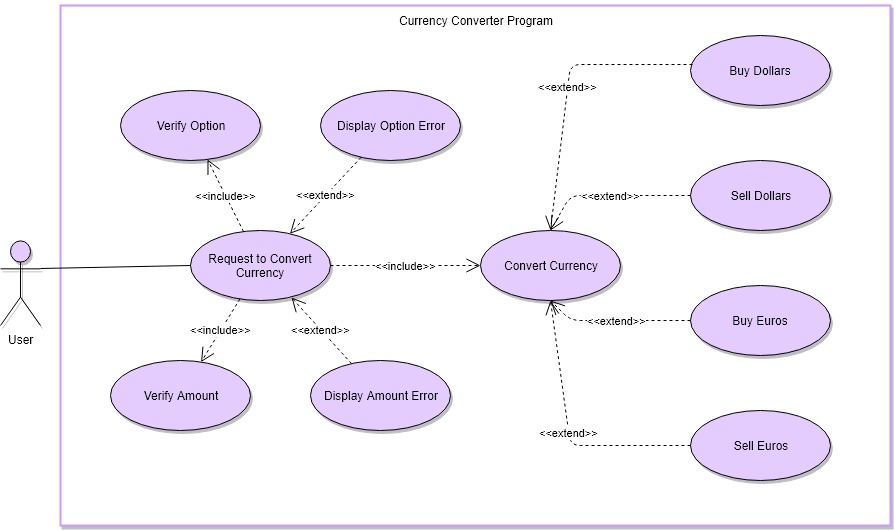 Currency Converter Program
Buy Dollars
<<extend>>
Verify Option
Display Option Error
<<include>>
<<extend>>
<<extend>>
Sell Dollars
Request to Convert
Currency
<<include>>
Convert Currency
User
<<include>>
<<extend>>
<<extend>>
Buy Euros
Verify Amount
Display Amount Error
<<extend>>
Sell Euros